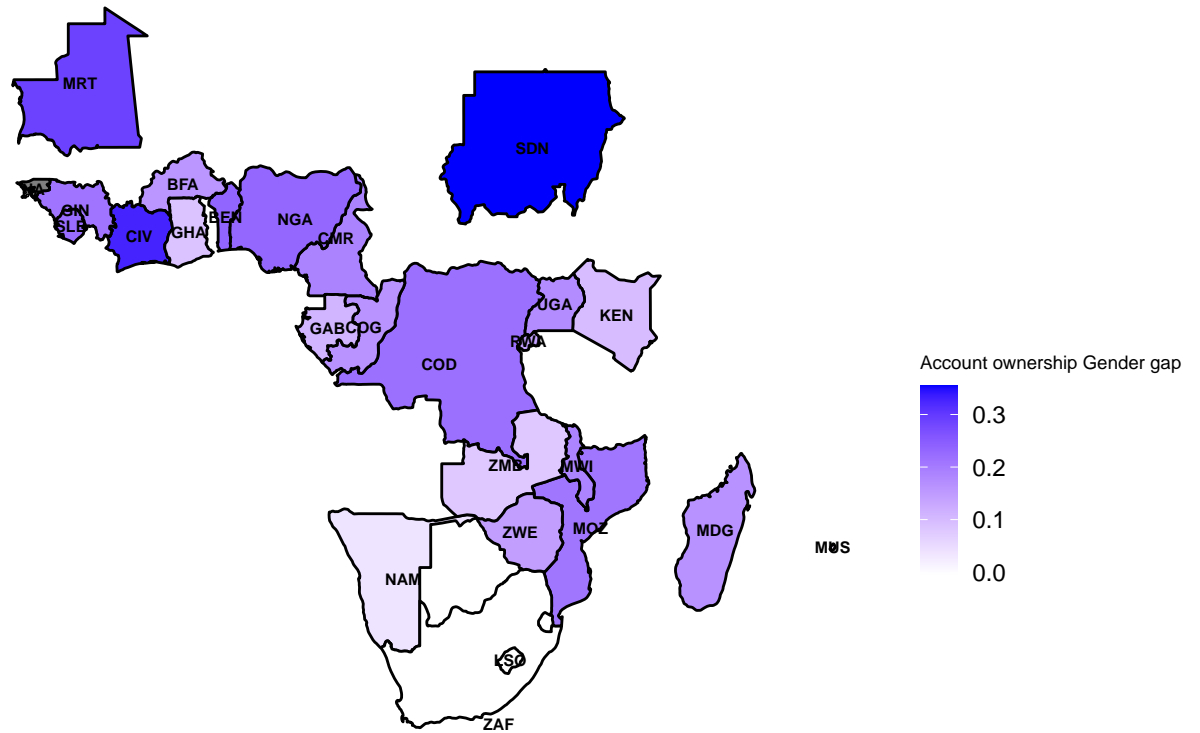 MRT
SDN
BFA
NA
GIN
SLE
CIV
GHA
BEN
NGA
CMR
UGA
KEN
GAB
COG
RWA
COD
ZMB
MWI
ZWE
MOZ
MDG
MUS
NAM
LSO
ZAF
Account ownership Gender gap
0.3
0.2
0.1
0.0